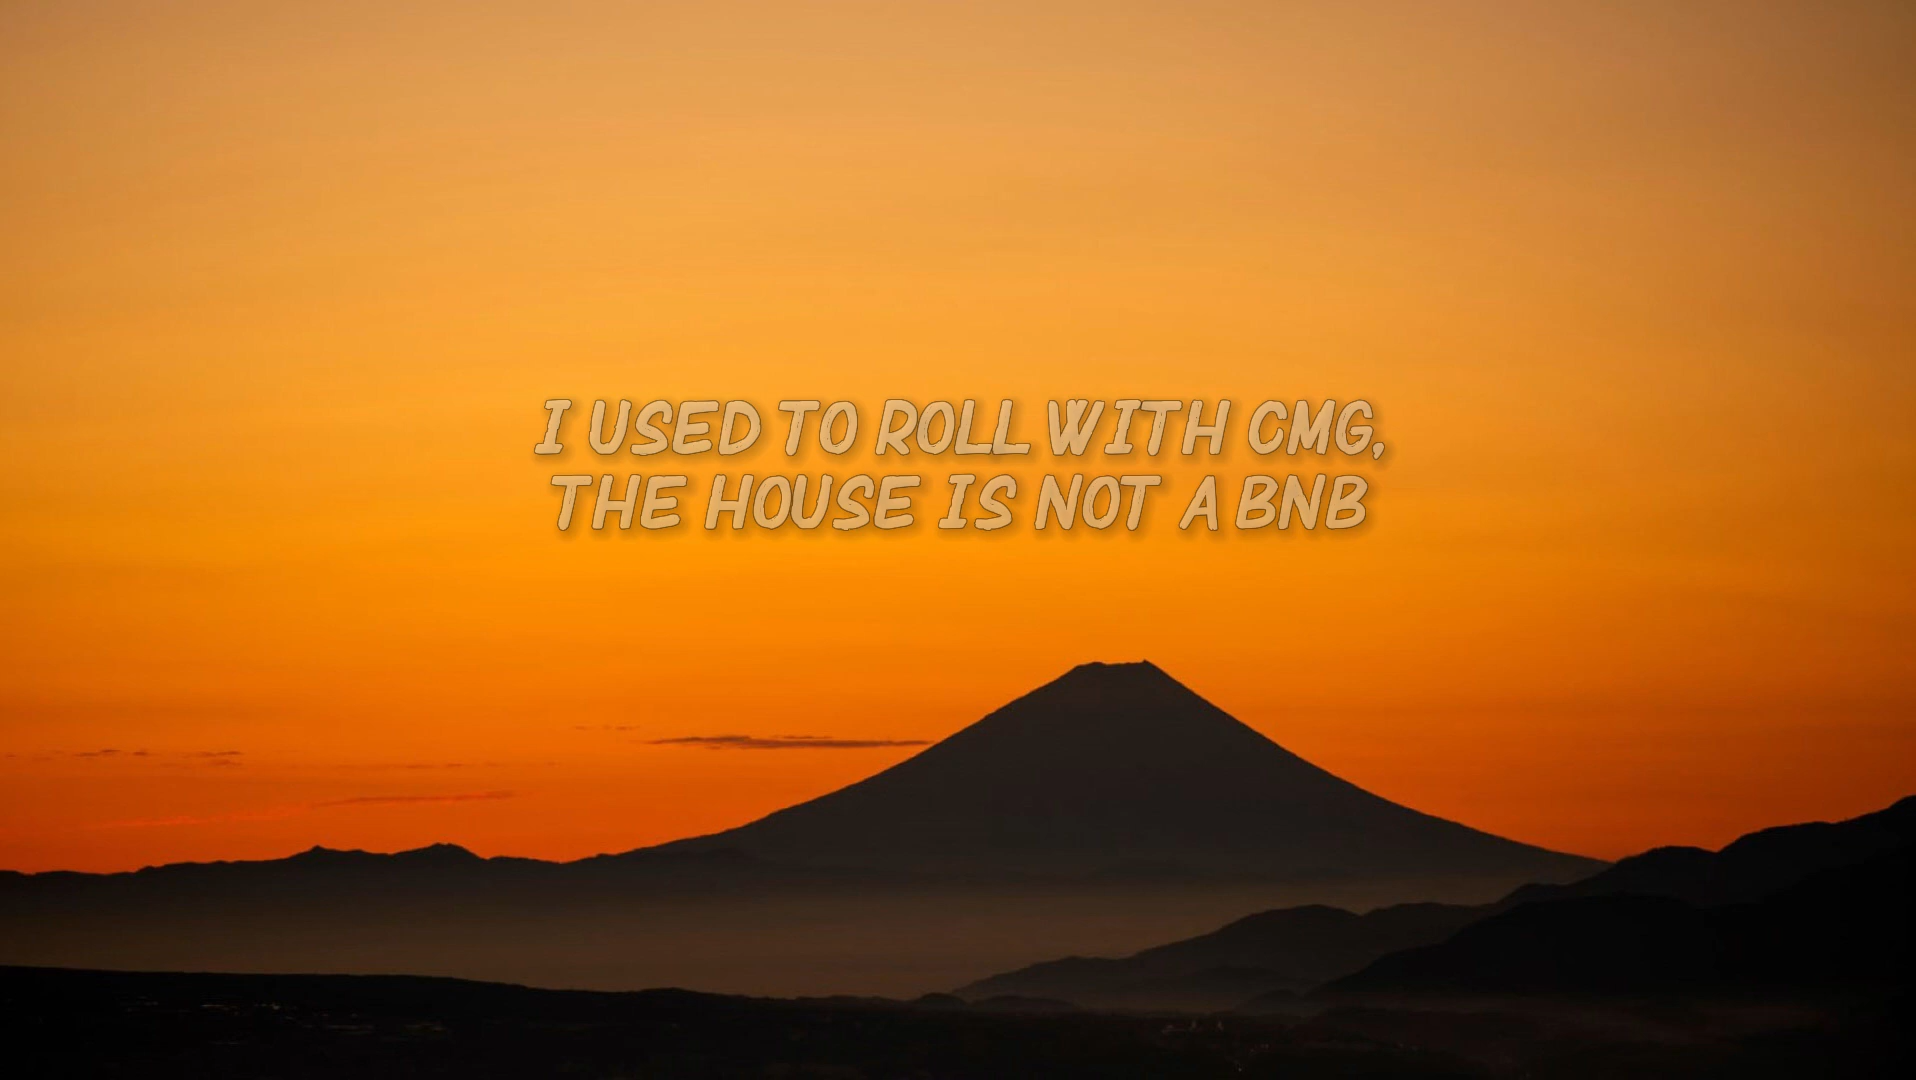 I USED TO ROLL WITH CMG,
THE HOUSE IS NOT A BNB